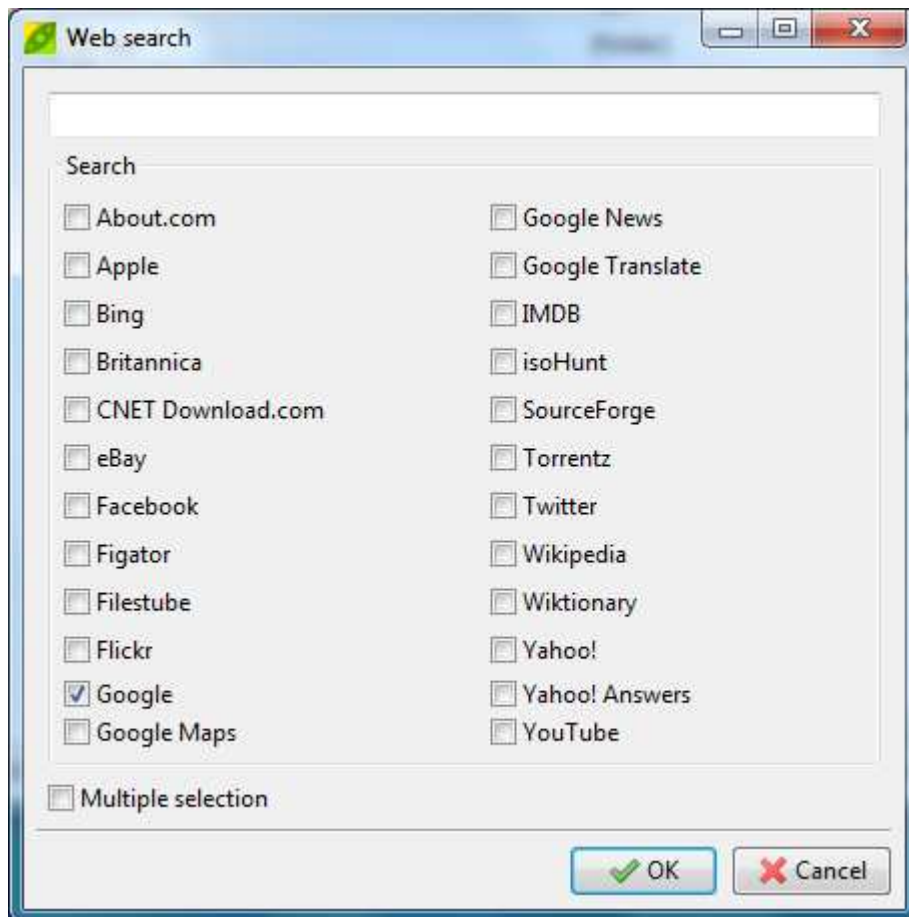 Web search
Search
About.com
Google News
Apple
Google Translate
Bing
IMDB
Britannica
isoHunt
CNET Download.com
SourceForge
eBay
Torrentz
Facebook
Twitter
Figator
Wikipedia
Filestube
Wiktionary
Flickr
Yahoo!
Google
Yahoo! Answers
Google Maps
YouTube
Multiple selection
OK
Cancel